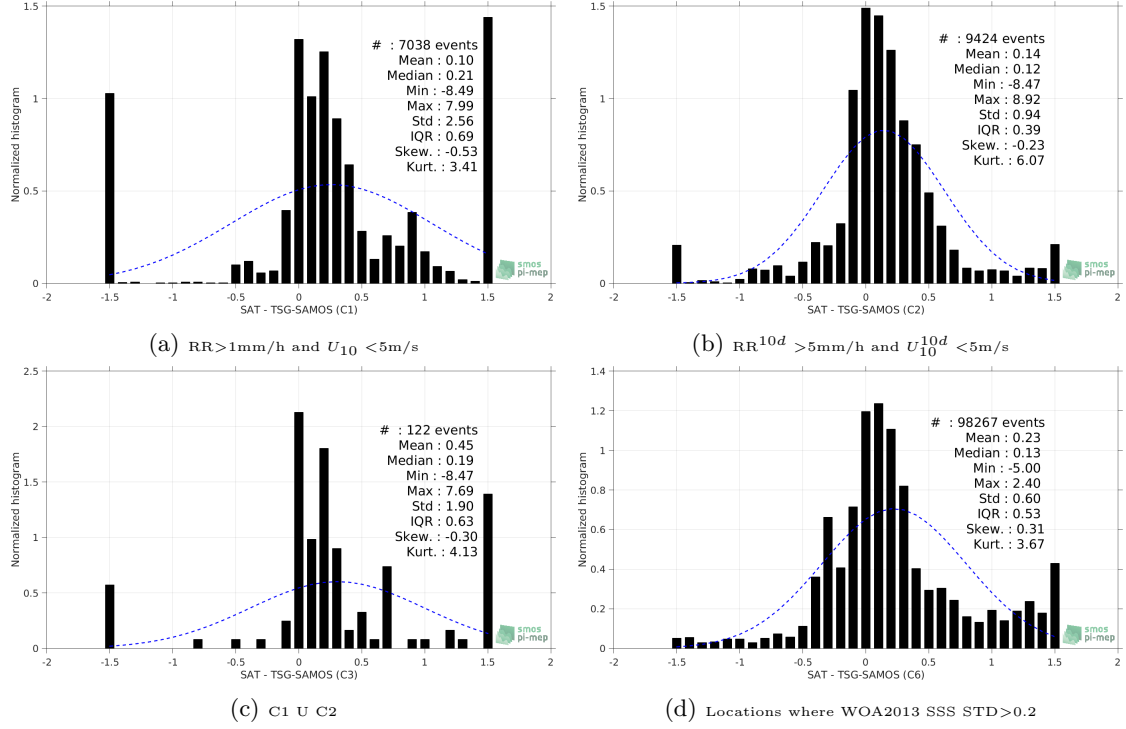 1.5
1
0.5
0
Normalized histogram
-2
-1.5
-1
-0.5
0
0.5
1
1.5
2
SAT - TSG-SAMOS (C1)
# : 7038 events
Mean : 0.10
Median : 0.21
Min : -8.49
Max : 7.99
Std : 2.56
IQR : 0.69
Skew. : -0.53
Kurt. : 3.41
smos
pi-mep
(a) RR>1mm/h and U10 <5m/s
1.5
1
0.5
0
Normalized histogram
-2
-1.5
-1
-0.5
0
0.5
1
1.5
2
SAT - TSG-SAMOS (C2)
# : 9424 events
Mean : 0.14
Median : 0.12
Min : -8.47
Max : 8.92
Std : 0.94
IQR : 0.39
Skew. : -0.23
Kurt. : 6.07
smos
pi-mep
(b) RR10d >5mm/h and U10d10 <5m/s
2.5
2
1.5
1
0.5
0
Normalized histogram
-2
-1.5
-1
-0.5
0
0.5
1
1.5
2
SAT - TSG-SAMOS (C3)
# : 122 events
Mean : 0.45
Median : 0.19
Min : -8.47
Max : 7.69
Std : 1.90
IQR : 0.63
Skew. : -0.30
Kurt. : 4.13
smos
pi-mep
(c) C1 U C2
1.4
1.2
1
0.8
0.6
0.4
0.2
0
Normalized histogram
-2
-1.5
-1
-0.5
0
0.5
1
1.5
2
SAT - TSG-SAMOS (C6)
# : 98267 events
Mean : 0.23
Median : 0.13
Min : -5.00
Max : 2.40
Std : 0.60
IQR : 0.53
Skew. : 0.31
Kurt. : 3.67
smos
pi-mep
(d) Locations where WOA2013 SSS STD>0.2